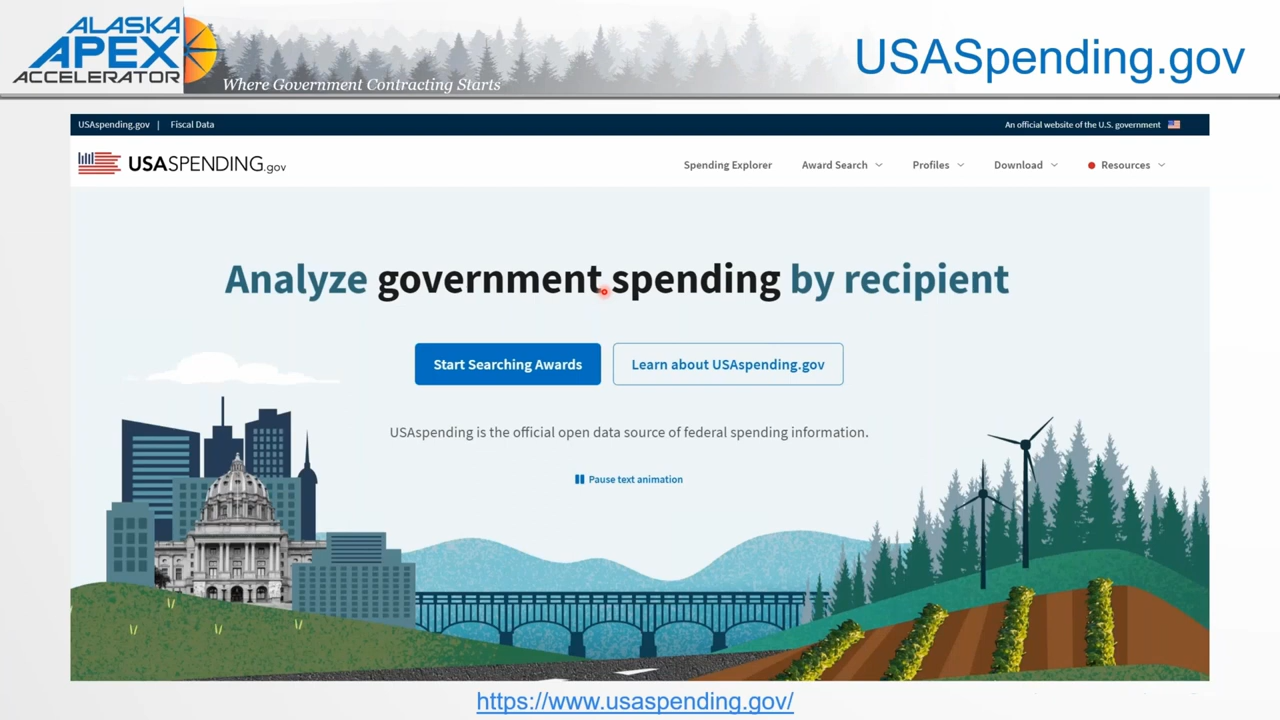 ALASKA
APEX
ACCELERATOR
Where Government Contracting Starts
USASpending.gov
USAspending.gov | Fiscal Data
An official website of the U.S. government
USASPENDING.gov
Spending Explorer
Award Search
Profiles
Download
Resources
Analyze government spending by recipient
Start Searching Awards
Learn about USAspending.gov
USAspending is the official open data source of federal spending information.
Pause text animation
https://www.usaspending.gov/